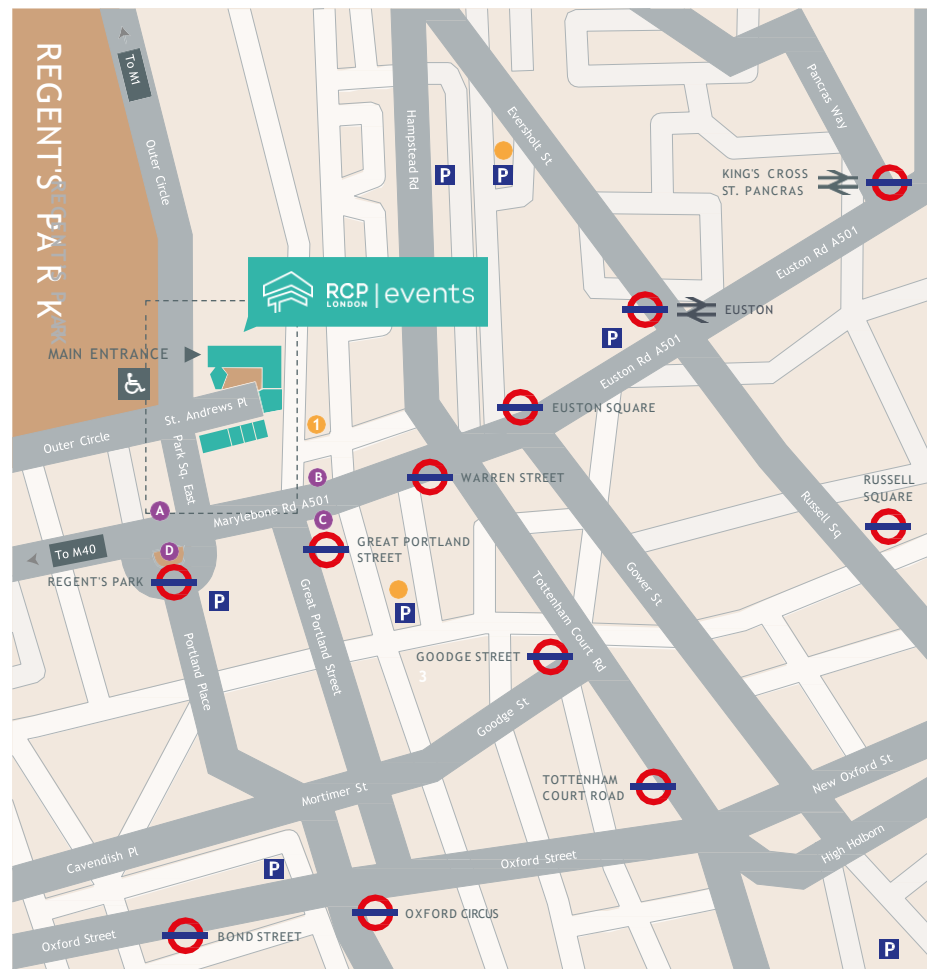 REGENT'S PARK
REGENT'S PARK
To M1
Outer Circle
Hampstead Rd
Eversholt St
Pancras Way
P
P
KING'S CROSS
ST. PANCRAS
Euston Rd A501
RCP
LONDON
events
EUSTON
P
Euston Rd A501
MAIN ENTRANCE
St. Andrews Pl
EUSTON SQUARE
1
Outer Circle
Park Sq. East
B
WARREN STREET
RUSSELL
SQUARE
A
Marylebone Rd A501
C
Russell Sq
To M40
D
GREAT PORTLAND
STREET
REGENT'S PARK
P
P
Great Portland Street
Tottenham Court Rd
Gower St
Portland Place
GOODGE STREET
3
Goodge St
TOTTENHAM
COURT ROAD
New Oxford St
Mortimer St
High Holborn
Cavendish Pl
Oxford Street
P
OXFORD CIRCUS
Oxford Street
BOND STREET
P